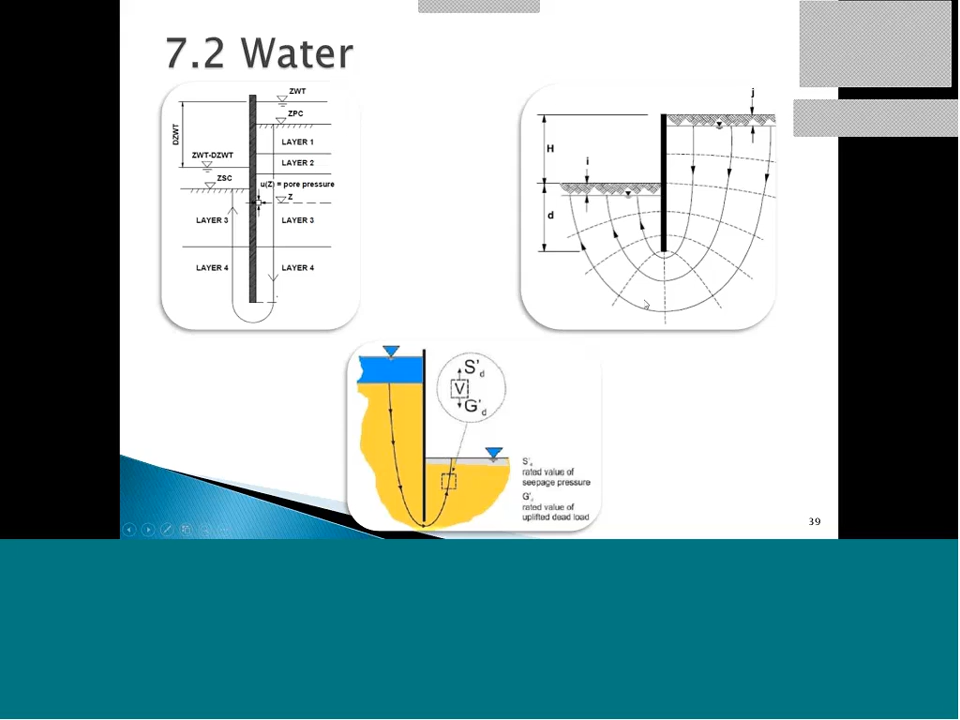 7.2 Water
ZWT
ZPC
DZWT
LAYER 1
ZWT-DZWT
LAYER 2
ZSC
u(Z) = pore pressure
Z
LAYER 3
LAYER 3
LAYER 4
LAYER 4
j
H
i
d
S'd
V
G'd
S'd
rated value of
seepage pressure
G'd
rated value of
uplifted dead load
39